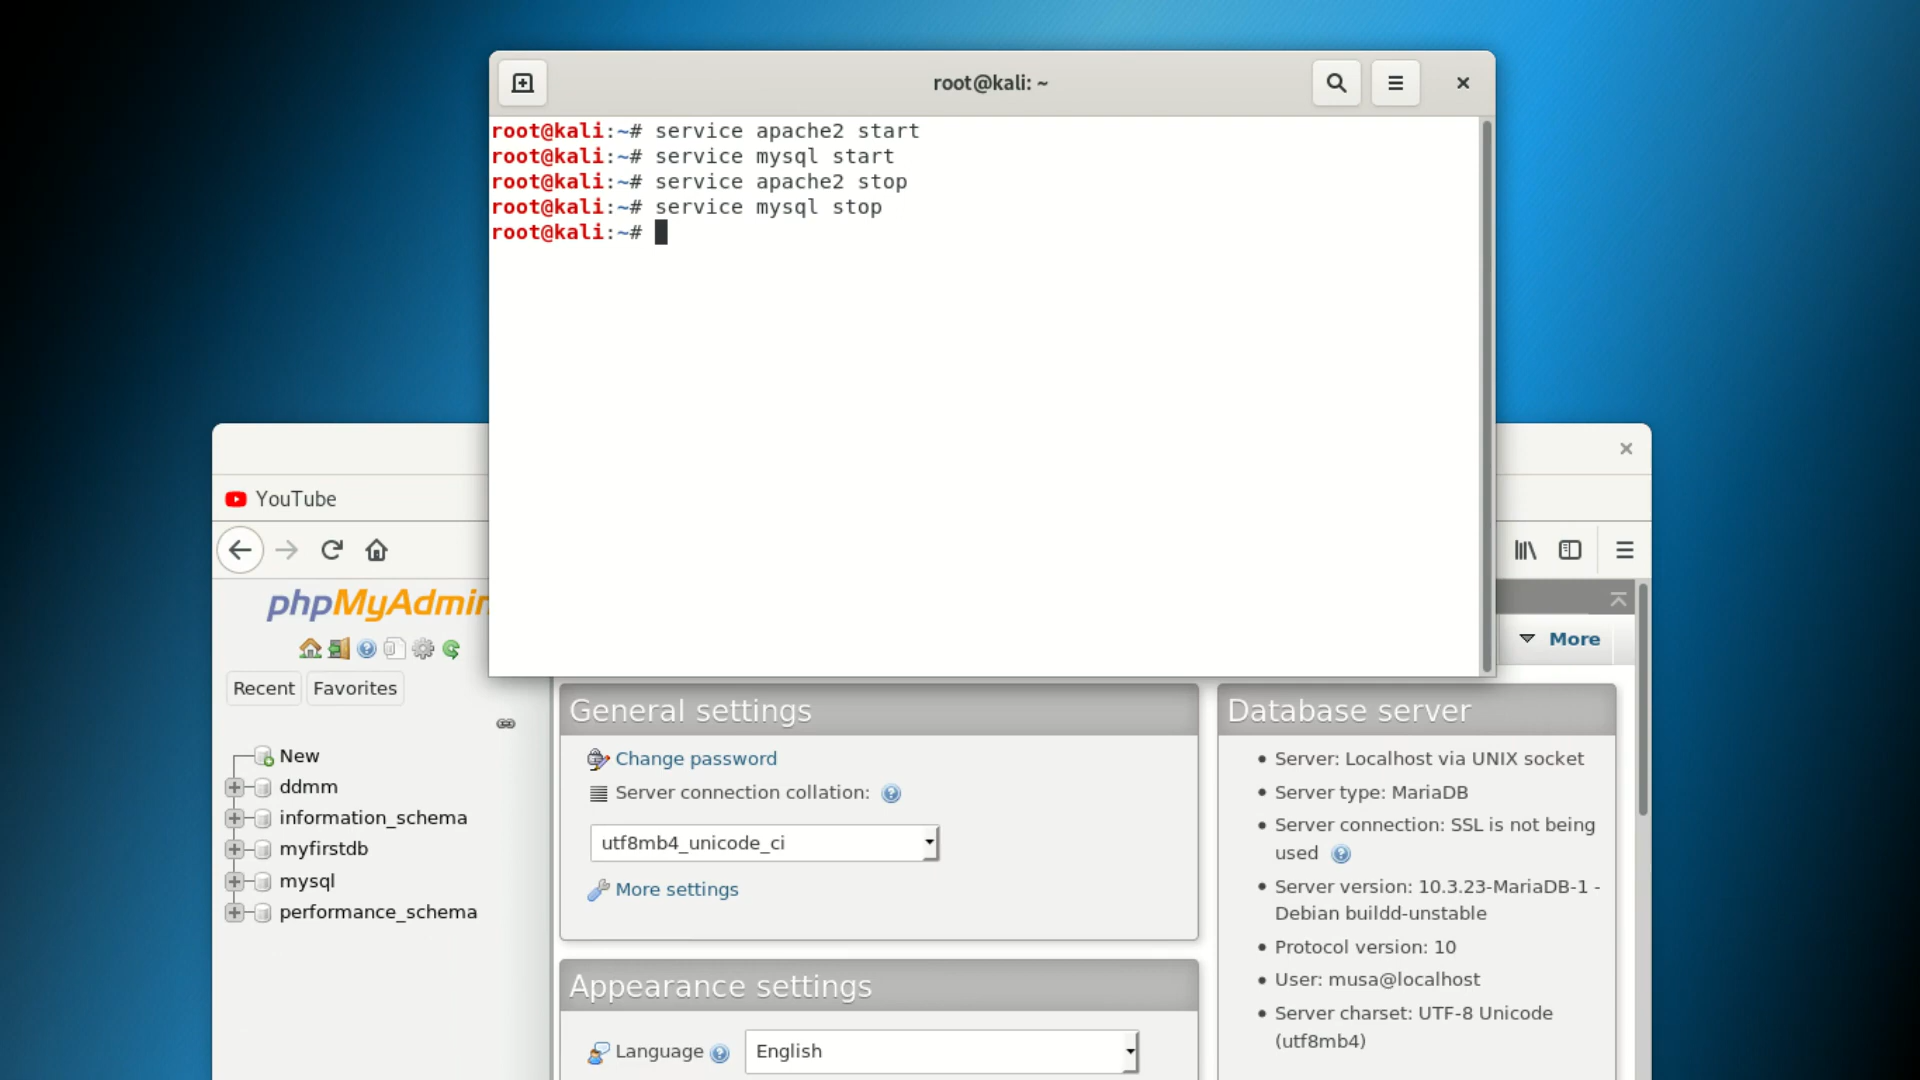 root@kali: ~
root@kali:~# service apache2 start
root@kali:~# service mysql start
root@kali:~# service apache2 stop
root@kali:~# service mysql stop
root@kali:~#
YouTube
phpMyAdmin
More
Recent
Favorites
New
ddmm
information_schema
myfirstdb
mysql
performance_schema
General settings
Change password
Server connection collation:
utf8mb4_unicode_ci
More settings
Appearance settings
Language
English
Database server
Server: Localhost via UNIX socket
Server type: MariaDB
Server connection: SSL is not being
used
Server version: 10.3.23-MariaDB-1 -
Debian buildd-unstable
Protocol version: 10
User: musa@localhost
Server charset: UTF-8 Unicode
(utf8mb4)